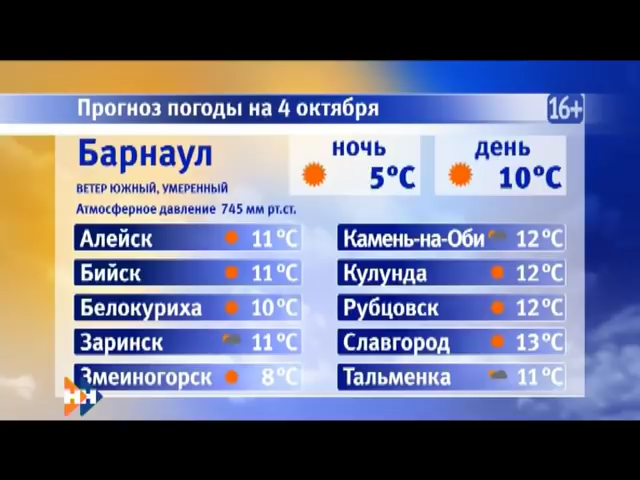 Прогноз погоды на 4 октября 16+
Барнаул
ВЕТЕР ЮЖНЫЙ, УМЕРЕННЫЙ
Атмосферное давление 745 мм рт.ст.
ночь
5°C
день
10°C
Алейск 11°C
Бийск 11°C
Белокуриха 10°C
Заринск 11°C
Змеиногорск 8°C
Камень-на-Оби 12°C
Кулунда 12°C
Рубцовск 12°C
Славгород 13°C
Тальменка 11°C
НН